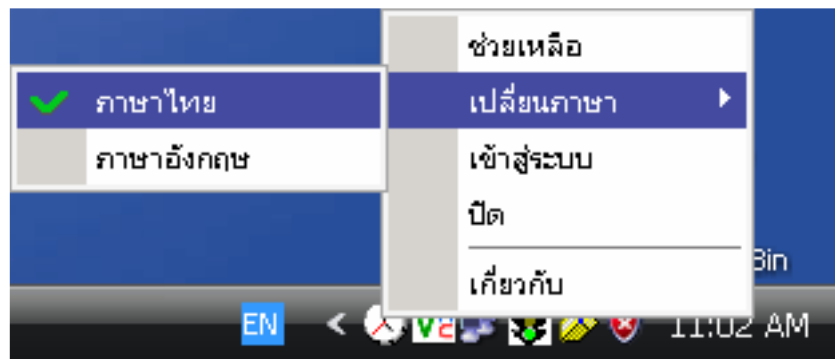 ช่วยเหลือ
ภาษาไทย
เปลี่ยนภาษา
ภาษาอังกฤษ
เข้าสู่ระบบ
ปิด
Bin
เกี่ยวกับ
EN
<
11:02 AM